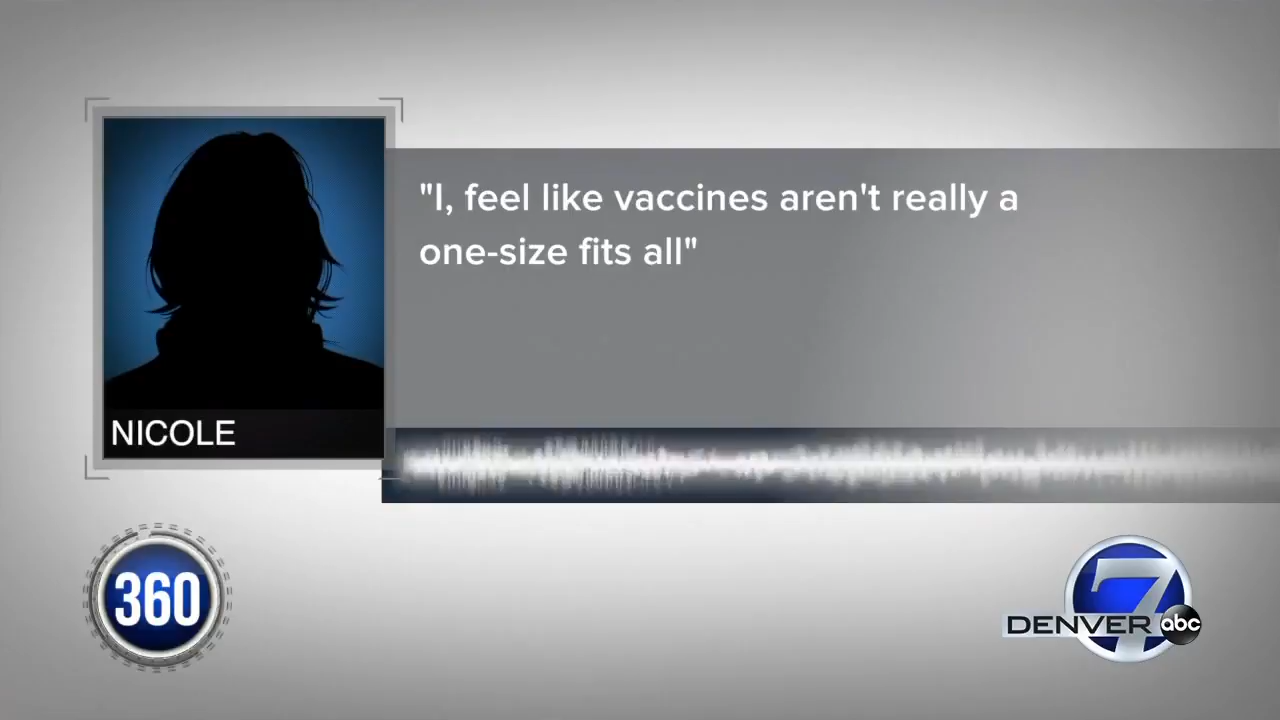 "I, feel like vaccines aren't really a
one-size fits all"
NICOLE
360
7
DENVER abc